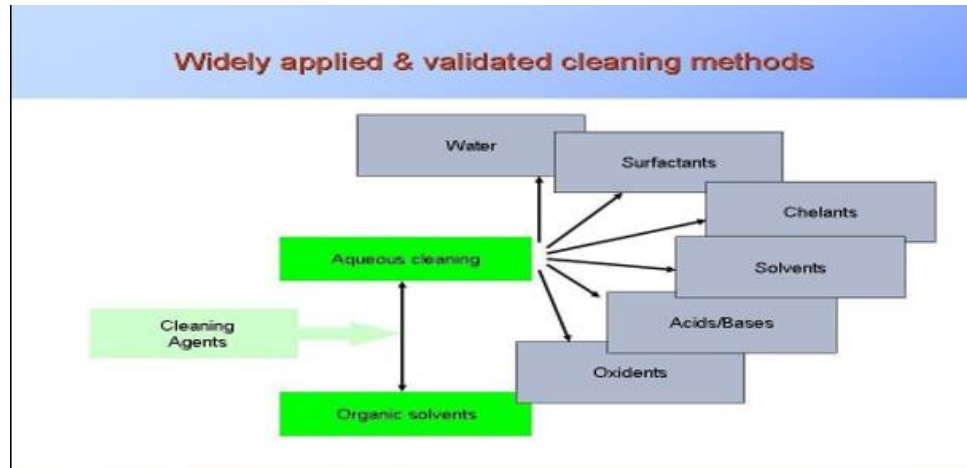 Widely applied & validated cleaning methods
Water
Surfactants
Chelants
Aqueous cleaning
Solvents
Cleaning
Agents
Acids/Bases
Oxidents
Organic solvents